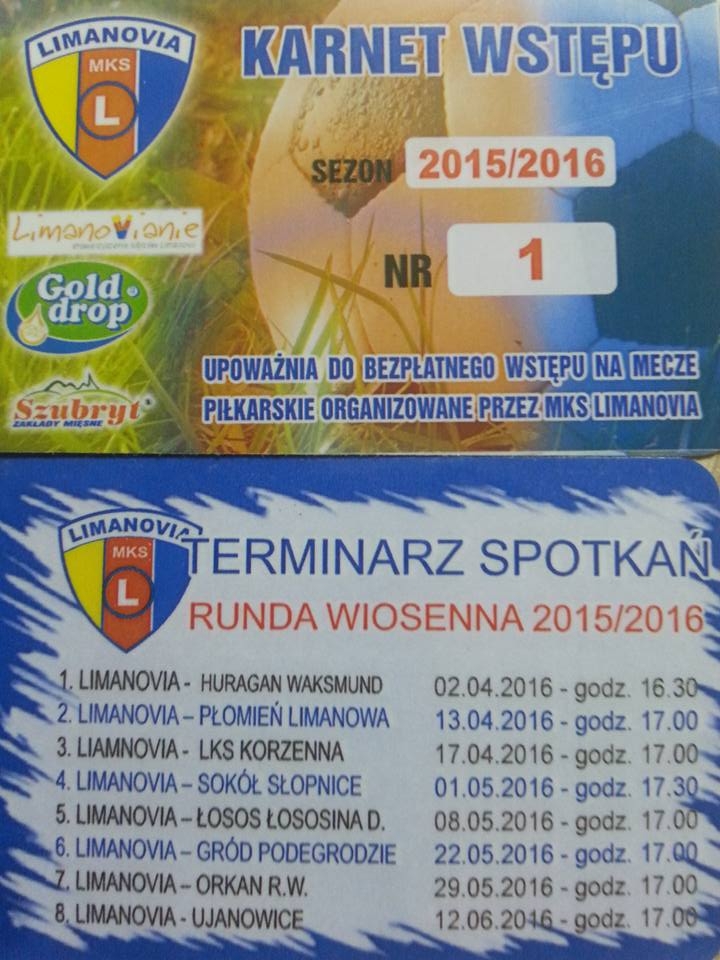 LIMANOVIA
MKS
L
KARNET WSTĘPU
SEZON 2015/2016
NR 1
LimanoVianie
Gold drop
Szubryt
ZAKŁADY MIĘSNE
UPOWAŻNIA DO BEZPŁATNEGO WSTĘPU NA MECZE
PIŁKARSKIE ORGANIZOWANE PRZEZ MKS LIMANOVIA
LIMANOVIA
MKS
L
TERMINARZ SPOTKAŃ
RUNDA WIOSENNA 2015/2016
1. LIMANOVIA - HURAGAN WAKSMUND 02.04.2016 - godz. 16.30
2. LIMANOVIA – PŁOMIEŃ LIMANOWA 13.04.2016 - godz. 17.00
3. LIAMNOVIA - LKS KORZENNA 17.04.2016 - godz. 17.00
4. LIMANOVIA – SOKÓŁ SŁOPNICE 01.05.2016 - godz. 17.30
5. LIMANOVIA – ŁOSOS ŁOSOSINA D. 08.05.2016 - godz. 17.00
6. LIMANOVIA – GRÓD PODEGRODZIE 22.05.2016 - godz. 17.00
7. LIMANOVIA – ORKAN R.W. 29.05.2016 - godz. 17.00
8. LIMANOVIA - UJANOWICE 12.06.2016 - godz. 17.00